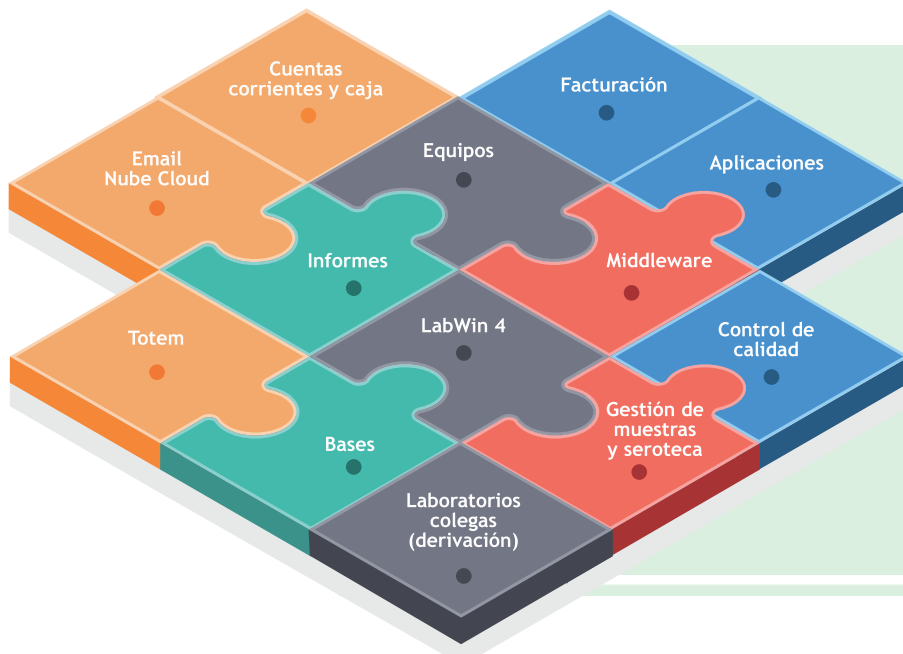 Cuentas
corrientes y caja
Facturación
Email
Nube Cloud
Equipos
Aplicaciones
Informes
Middleware
Totem
LabWin 4
Control de
calidad
Bases
Gestión de
muestras
y seroteca
Laboratorios
colegas
(derivación)